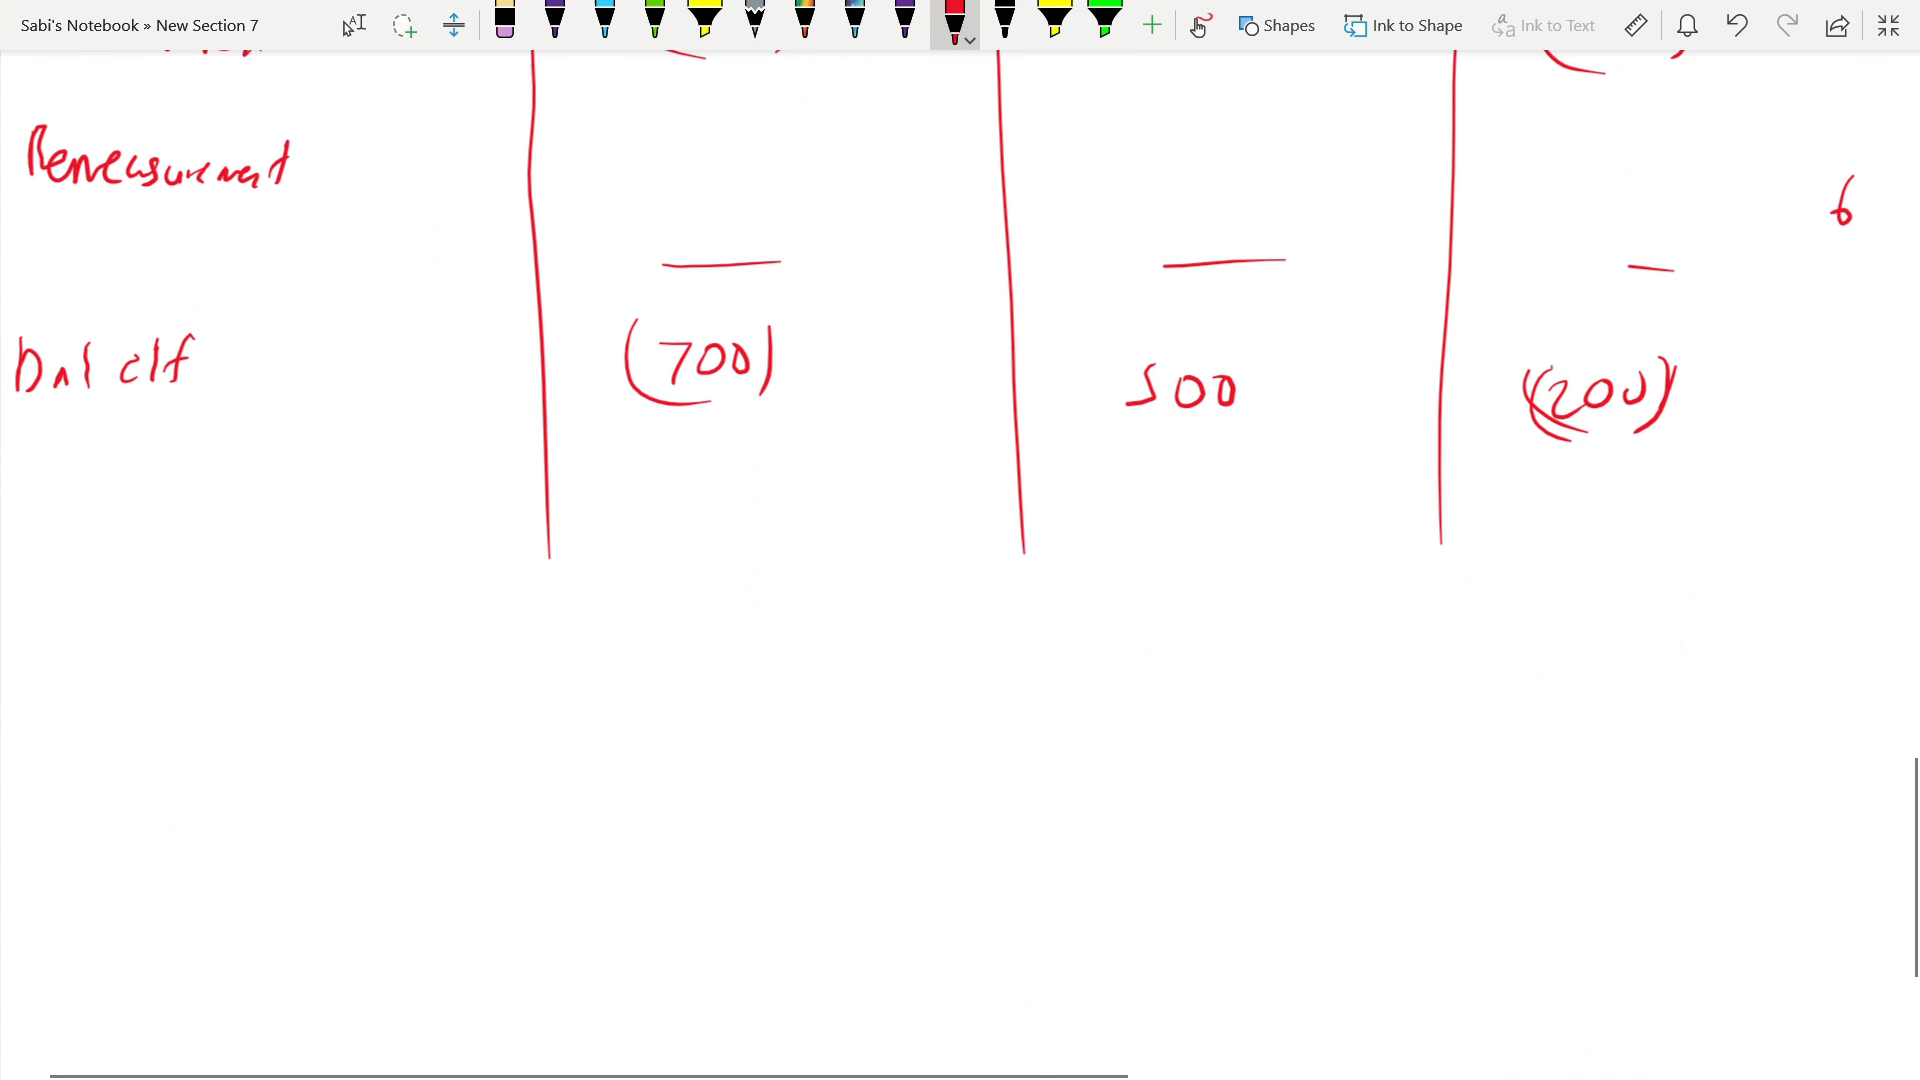 Sabi's Notebook » New Section 7 Shapes Ink to Shape Ink to Text
Remeasurement
6
Bal c/f (700) 500 (200)